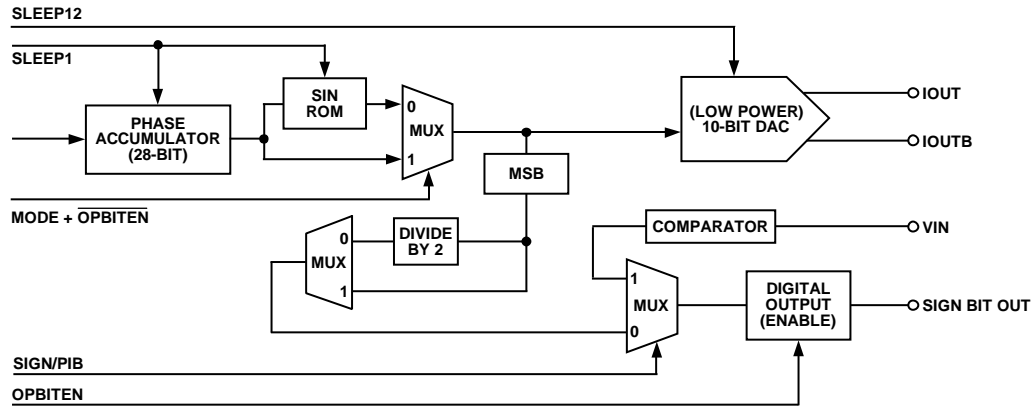 SLEEP12
SLEEP1
SIN
ROM
PHASE
ACCUMULATOR
(28-BIT)
0
MUX
1
(LOW POWER)
10-BIT DAC
IOUT
IOUTB
MSB
MODE + OPBITEN
0
MUX
1
DIVIDE
BY 2
COMPARATOR
VIN
1
MUX
0
DIGITAL
OUTPUT
(ENABLE)
SIGN BIT OUT
SIGN/PIB
OPBITEN